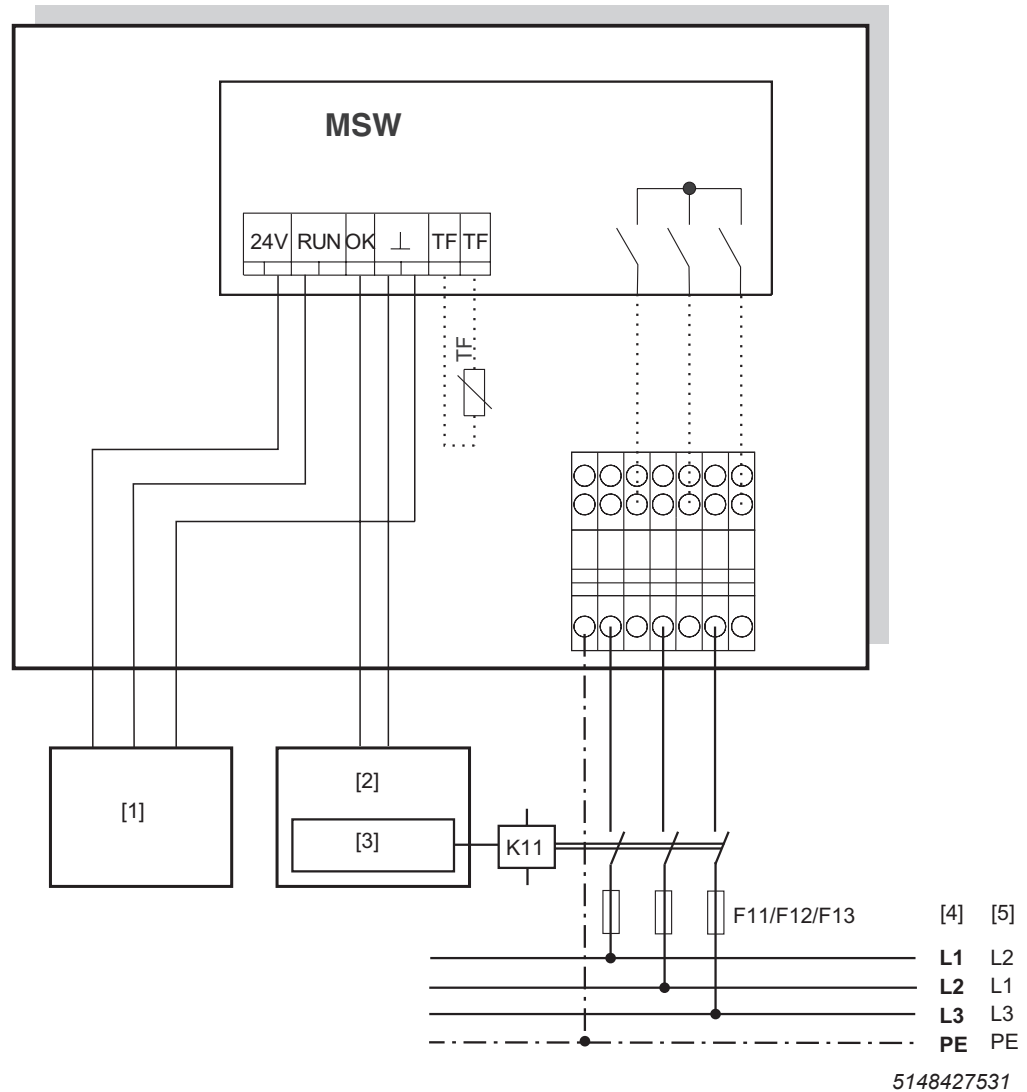 MSW
24V RUN OK ⊥ TF TF
TF
[1]
[2]
[3]
K11
F11/F12/F13
[4] [5]
L1 L2
L2 L1
L3 L3
PE PE
5148427531